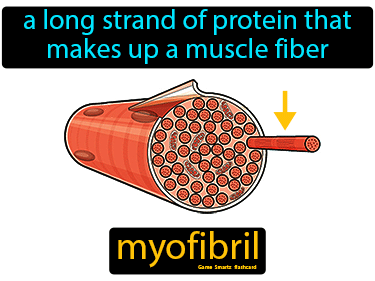 a long strand of protein that
makes up a muscle fiber
myofibril
Game Smartz flashcard